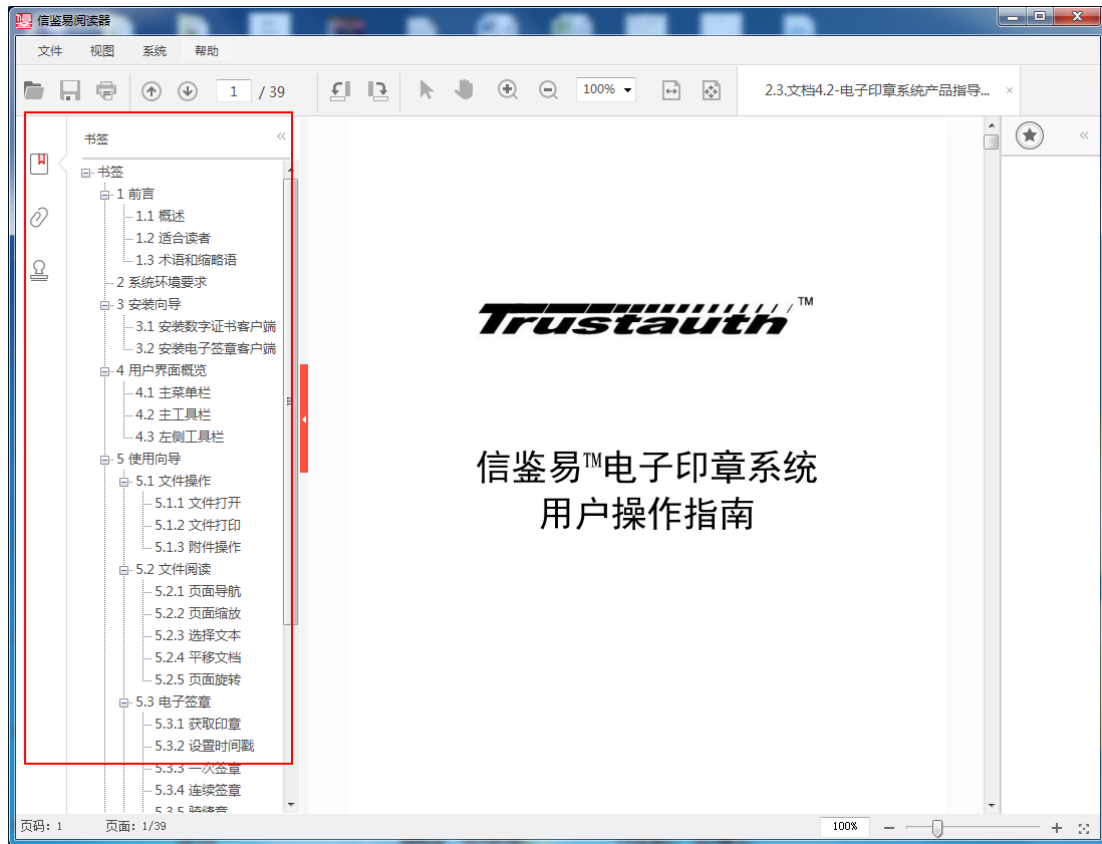 信鉴易阅读器
文件 视图 系统 帮助
1 / 39 100% 2.3.文档4.2-电子印章系统产品指导... ×
书签 «
书签
1 前言
1.1 概述
1.2 适合读者
1.3 术语和缩略语
2 系统环境要求
3 安装向导
3.1 安装数字证书客户端
3.2 安装电子签章客户端
4 用户界面概览
4.1 主菜单栏
4.2 主工具栏
4.3 左侧工具栏
5 使用向导
5.1 文件操作
5.1.1 文件打开
5.1.2 文件打印
5.1.3 附件操作
5.2 文件阅读
5.2.1 页面导航
5.2.2 页面缩放
5.2.3 选择文本
5.2.4 平移文档
5.2.5 页面旋转
5.3 电子签章
5.3.1 获取印章
5.3.2 设置时间戳
5.3.3 一次签章
5.3.4 连续签章
5.3.5 骑缝章
Trustauth™
信鉴易™电子印章系统
用户操作指南
页码: 1 页面: 1/39 100%